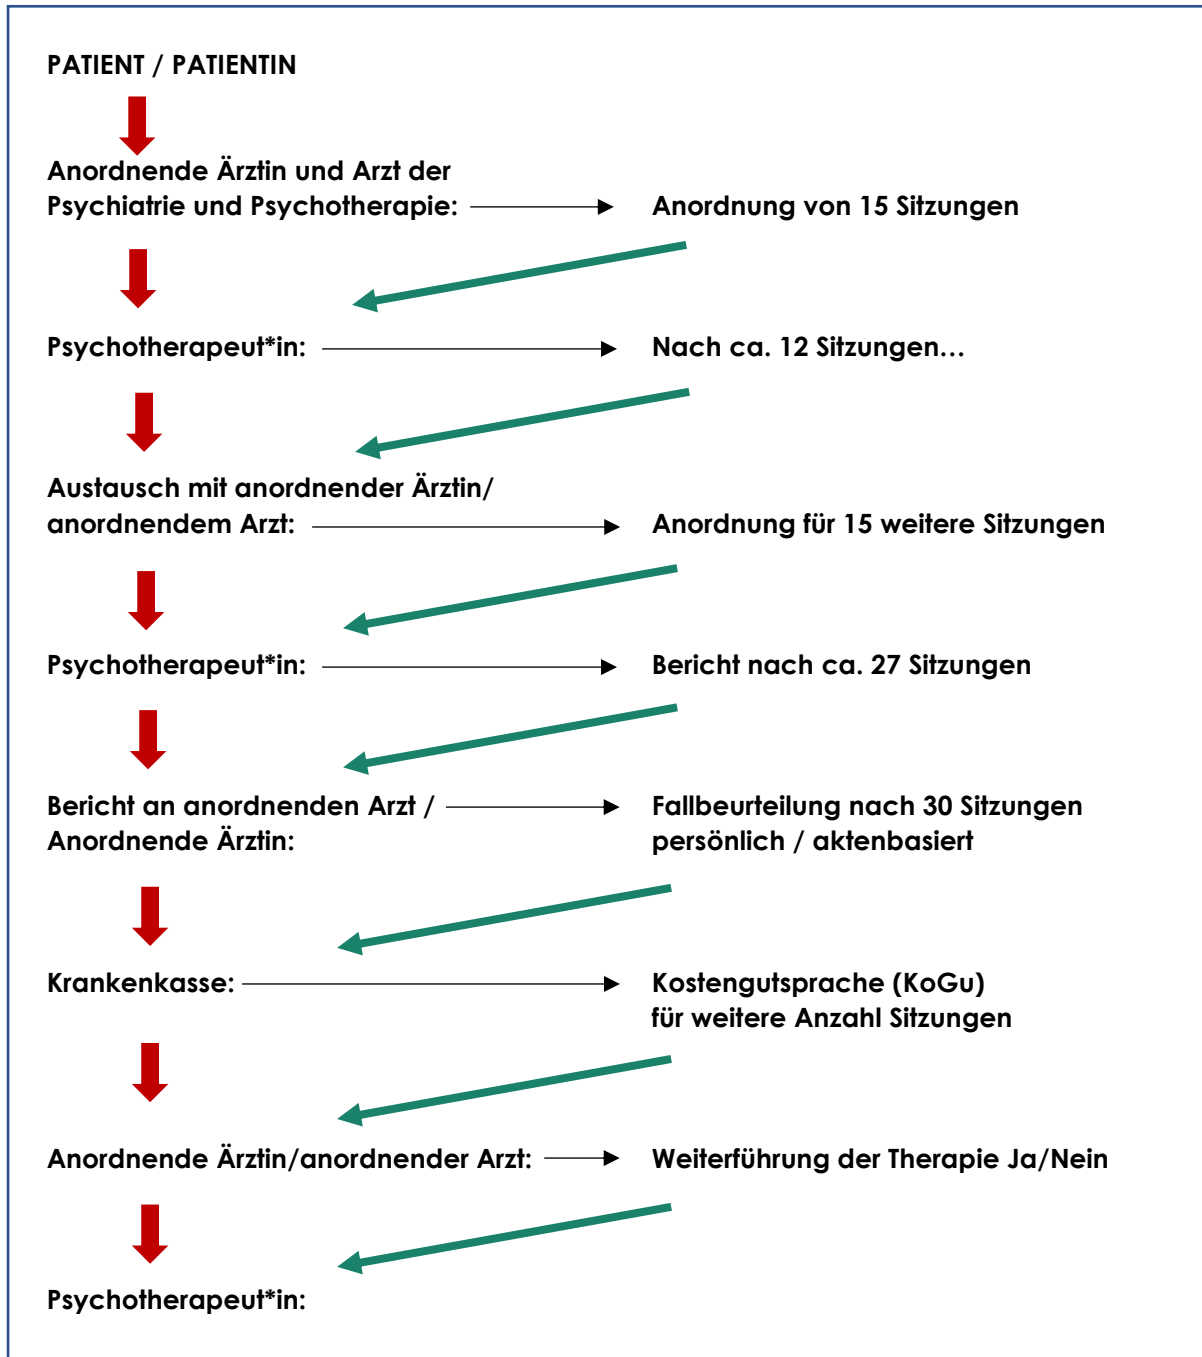 PATIENT / PATIENTIN
Anordnende Ärztin und Arzt der
Psychiatrie und Psychotherapie:
Anordnung von 15 Sitzungen
Psychotherapeut*in:
Nach ca. 12 Sitzungen…
Austausch mit anordnender Ärztin/
anordnendem Arzt:
Anordnung für 15 weitere Sitzungen
Psychotherapeut*in:
Bericht nach ca. 27 Sitzungen
Bericht an anordnenden Arzt /
Anordnende Ärztin:
Fallbeurteilung nach 30 Sitzungen
persönlich / aktenbasiert
Krankenkasse:
Kostengutsprache (KoGu)
für weitere Anzahl Sitzungen
Anordnende Ärztin/anordnender Arzt:
Weiterführung der Therapie Ja/Nein
Psychotherapeut*in: